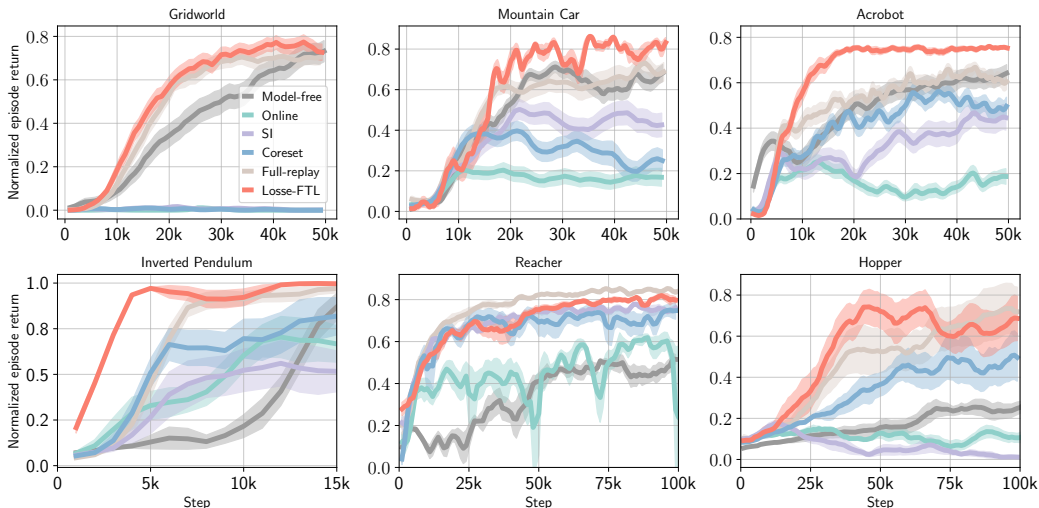 Gridworld
Normalized episode return
0.8
0.6
0.4
0.2
0.0
0 10k 20k 30k 40k 50k
Model-free
Online
SI
Coreset
Full-replay
Losse-FTL
Mountain Car
0.8
0.6
0.4
0.2
0.0
0 10k 20k 30k 40k 50k
Acrobot
0.8
0.6
0.4
0.2
0.0
0 10k 20k 30k 40k 50k
Inverted Pendulum
Normalized episode return
1.0
0.8
0.5
0.2
0.0
0 5k 10k 15k
Step
Reacher
0.8
0.6
0.4
0.2
0.0
0 25k 50k 75k 100k
Step
Hopper
0.8
0.6
0.4
0.2
0.0
0 25k 50k 75k 100k
Step